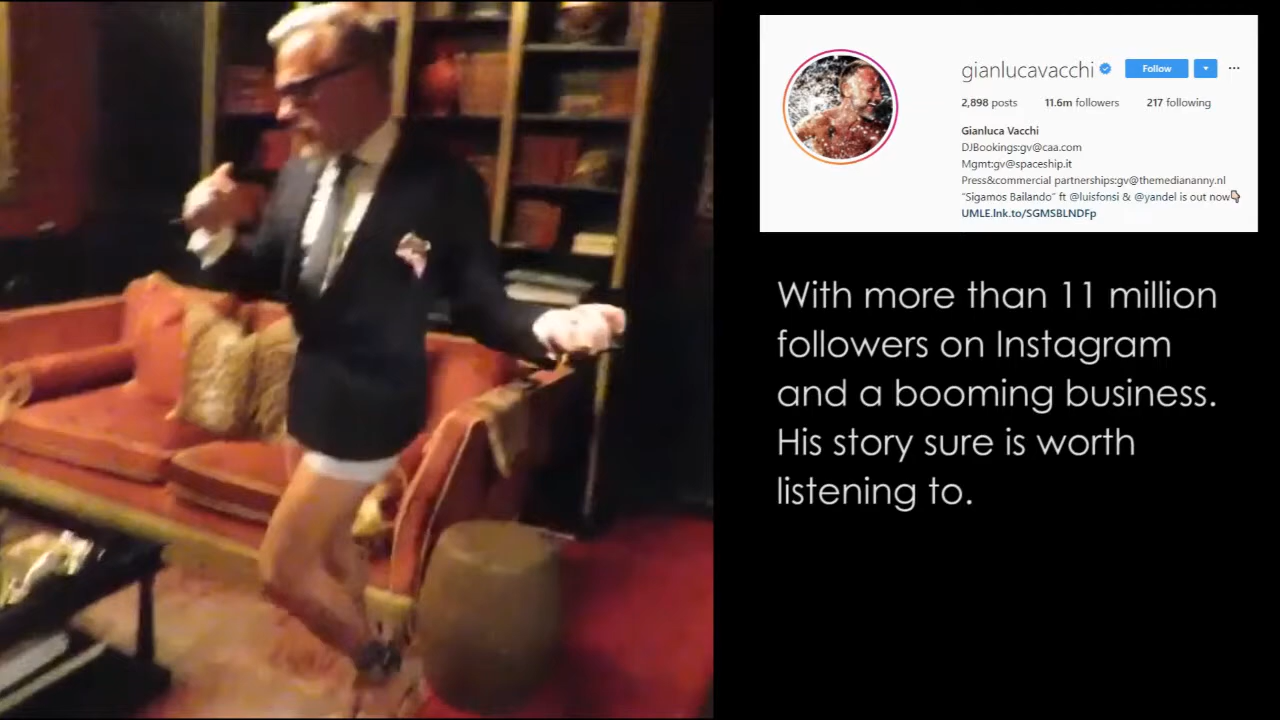 gianlucavacchi Follow ...
2,898 posts 11.6m followers 217 following
Gianluca Vacchi
DJBookings:gv@caa.com
Mgmt:gv@spaceship.it
Press&commercial partnerships:gv@themediananny.nl
“Sigamos Bailando” ft @luisfonsi & @yandel is out now👇🏻
UMLE.lnk.to/SGMSBLNDFp
With more than 11 million
followers on Instagram
and a booming business.
His story sure is worth
listening to.